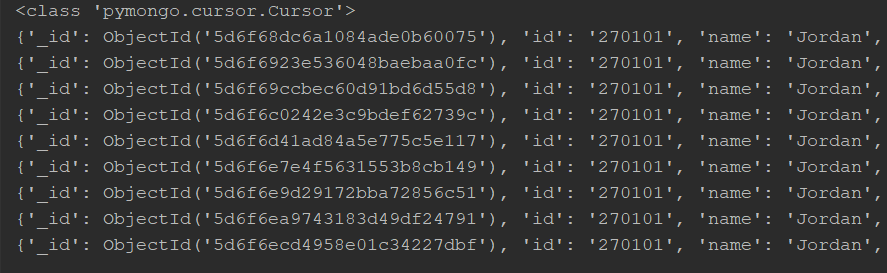 <class 'pymongo.cursor.Cursor'>
{'_id': ObjectId('5d6f68dc6a1084ade0b60075'), 'id': '270101', 'name': 'Jordan',
{'_id': ObjectId('5d6f6923e536048baebaa0fc'), 'id': '270101', 'name': 'Jordan',
{'_id': ObjectId('5d6f69ccbec60d91bd6d55d8'), 'id': '270101', 'name': 'Jordan',
{'_id': ObjectId('5d6f6c0242e3c9bdef62739c'), 'id': '270101', 'name': 'Jordan',
{'_id': ObjectId('5d6f6d41ad84a5e775c5e117'), 'id': '270101', 'name': 'Jordan',
{'_id': ObjectId('5d6f6e7e4f5631553b8cb149'), 'id': '270101', 'name': 'Jordan',
{'_id': ObjectId('5d6f6e9d29172bba72856c51'), 'id': '270101', 'name': 'Jordan',
{'_id': ObjectId('5d6f6ea9743183d49df24791'), 'id': '270101', 'name': 'Jordan',
{'_id': ObjectId('5d6f6ecd4958e01c34227dbf'), 'id': '270101', 'name': 'Jordan',